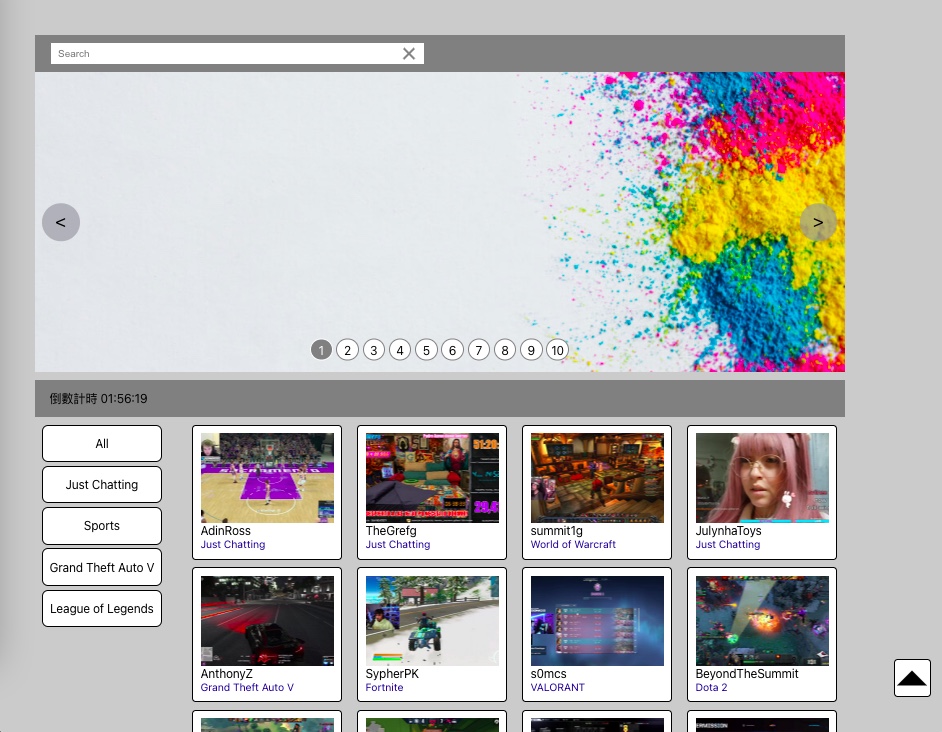 Search
<
>
1 2 3 4 5 6 7 8 9 10
倒數計時 01:56:19
All
Just Chatting
Sports
Grand Theft Auto V
League of Legends
AdinRoss
Just Chatting
TheGrefg
Just Chatting
summit1g
World of Warcraft
JulynhaToys
Just Chatting
AnthonyZ
Grand Theft Auto V
SypherPK
Fortnite
s0mcs
VALORANT
BeyondTheSummit
Dota 2